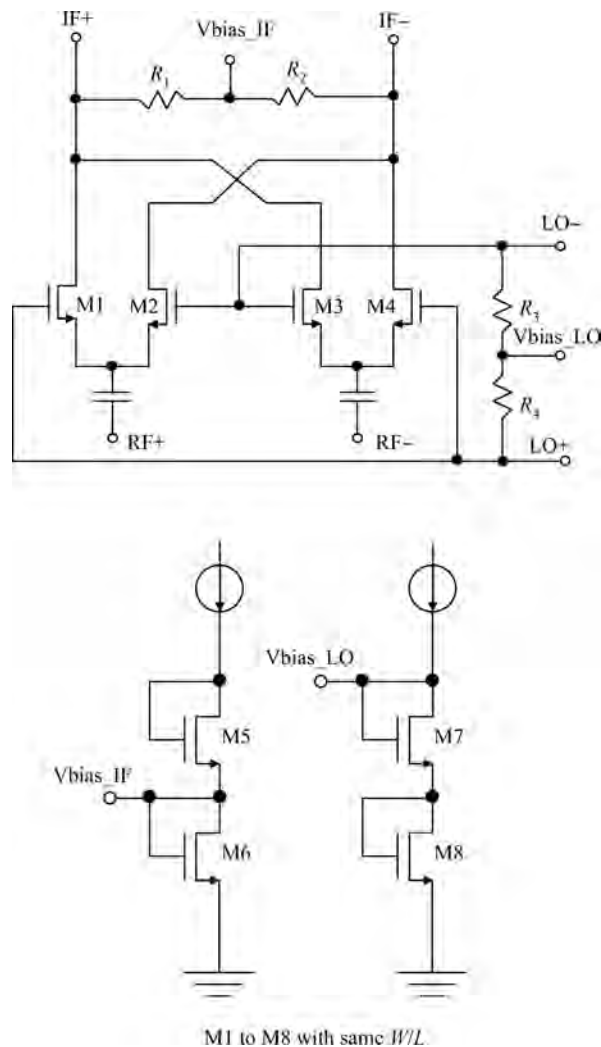 IF+
Vbias_IF
IF−
R1
R2
LO−
M1
M2
M3
M4
R3
Vbias_LO
R4
RF+
RF−
LO+
Vbias_LO
M5
M7
Vbias_IF
M6
M8
M1 to M8 with same W/L